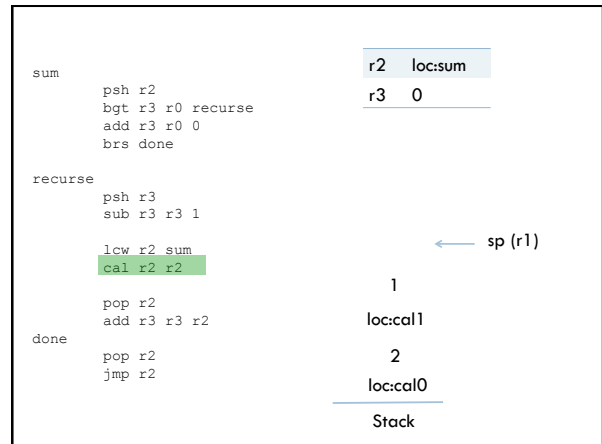 sum
psh r2
bgt r3 r0 recurse
add r3 r0 0
brs done
recurse
psh r3
sub r3 r3 1
lcw r2 sum
cal r2 r2
pop r2
add r3 r3 r2
done
pop r2
jmp r2
r2 loc:sum
r3 0
sp (r1)
1
loc:cal1
2
loc:cal0
Stack